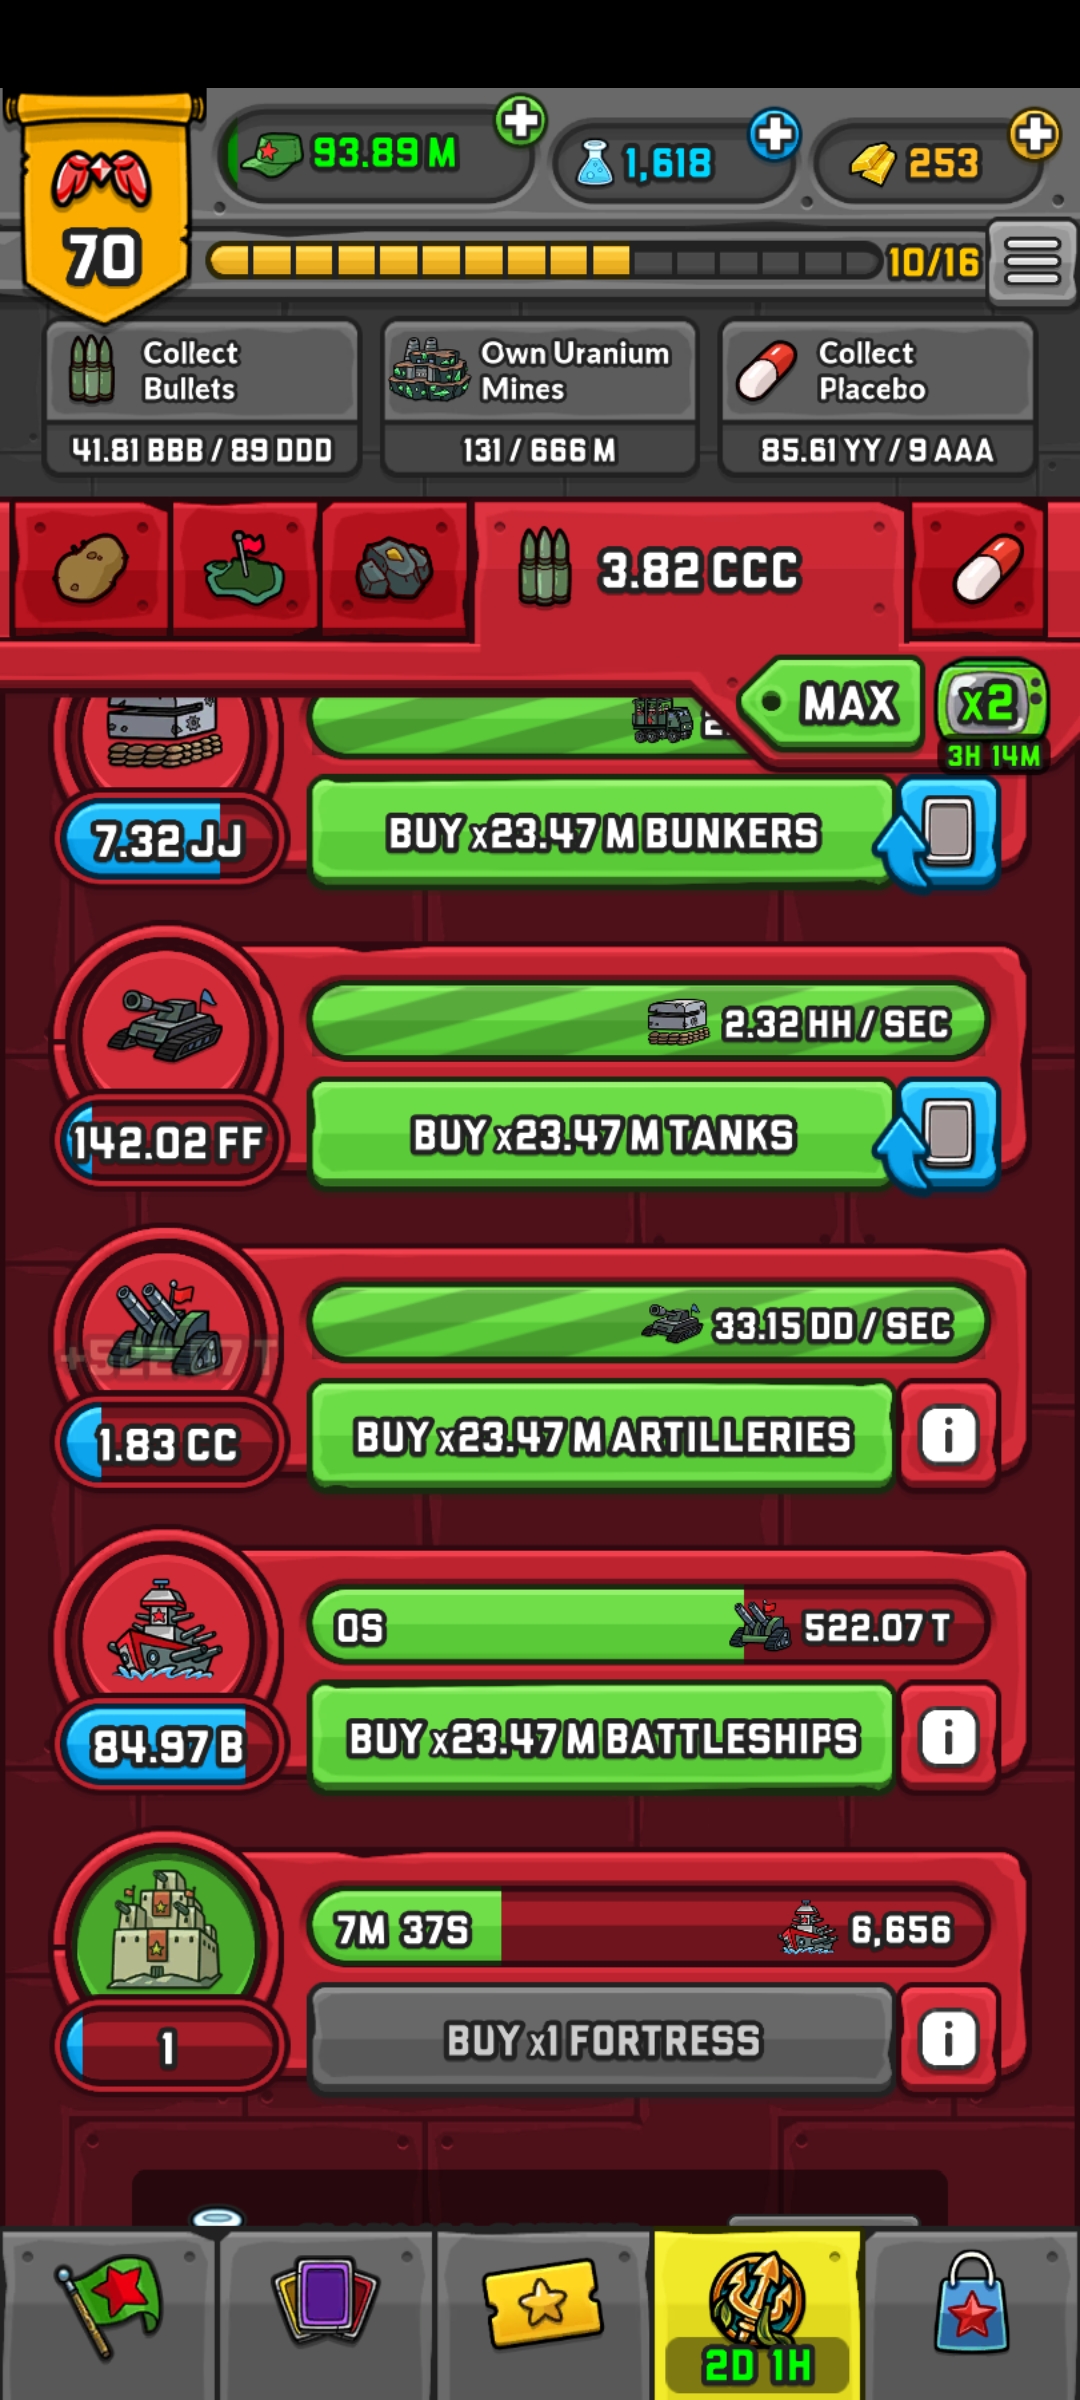 93.89 M
1,618
253
70
10/16
Collect
Bullets
Own Uranium
Mines
Collect
Placebo
41.81 BBB / 89 DDD
131 / 666 M
85.61 YY / 9 AAA
3.82 CCC
MAX
x2
3H 14M
7.32 JJ
BUY x23.47 M BUNKERS
2.32 HH / SEC
142.02 FF
BUY x23.47 M TANKS
33.15 DD / SEC
+522.07 T
1.83 CC
BUY x23.47 M ARTILLERIES
0S
522.07 T
84.97 B
BUY x23.47 M BATTLESHIPS
7M 37S
6,656
1
BUY x1 FORTRESS
2D 1H